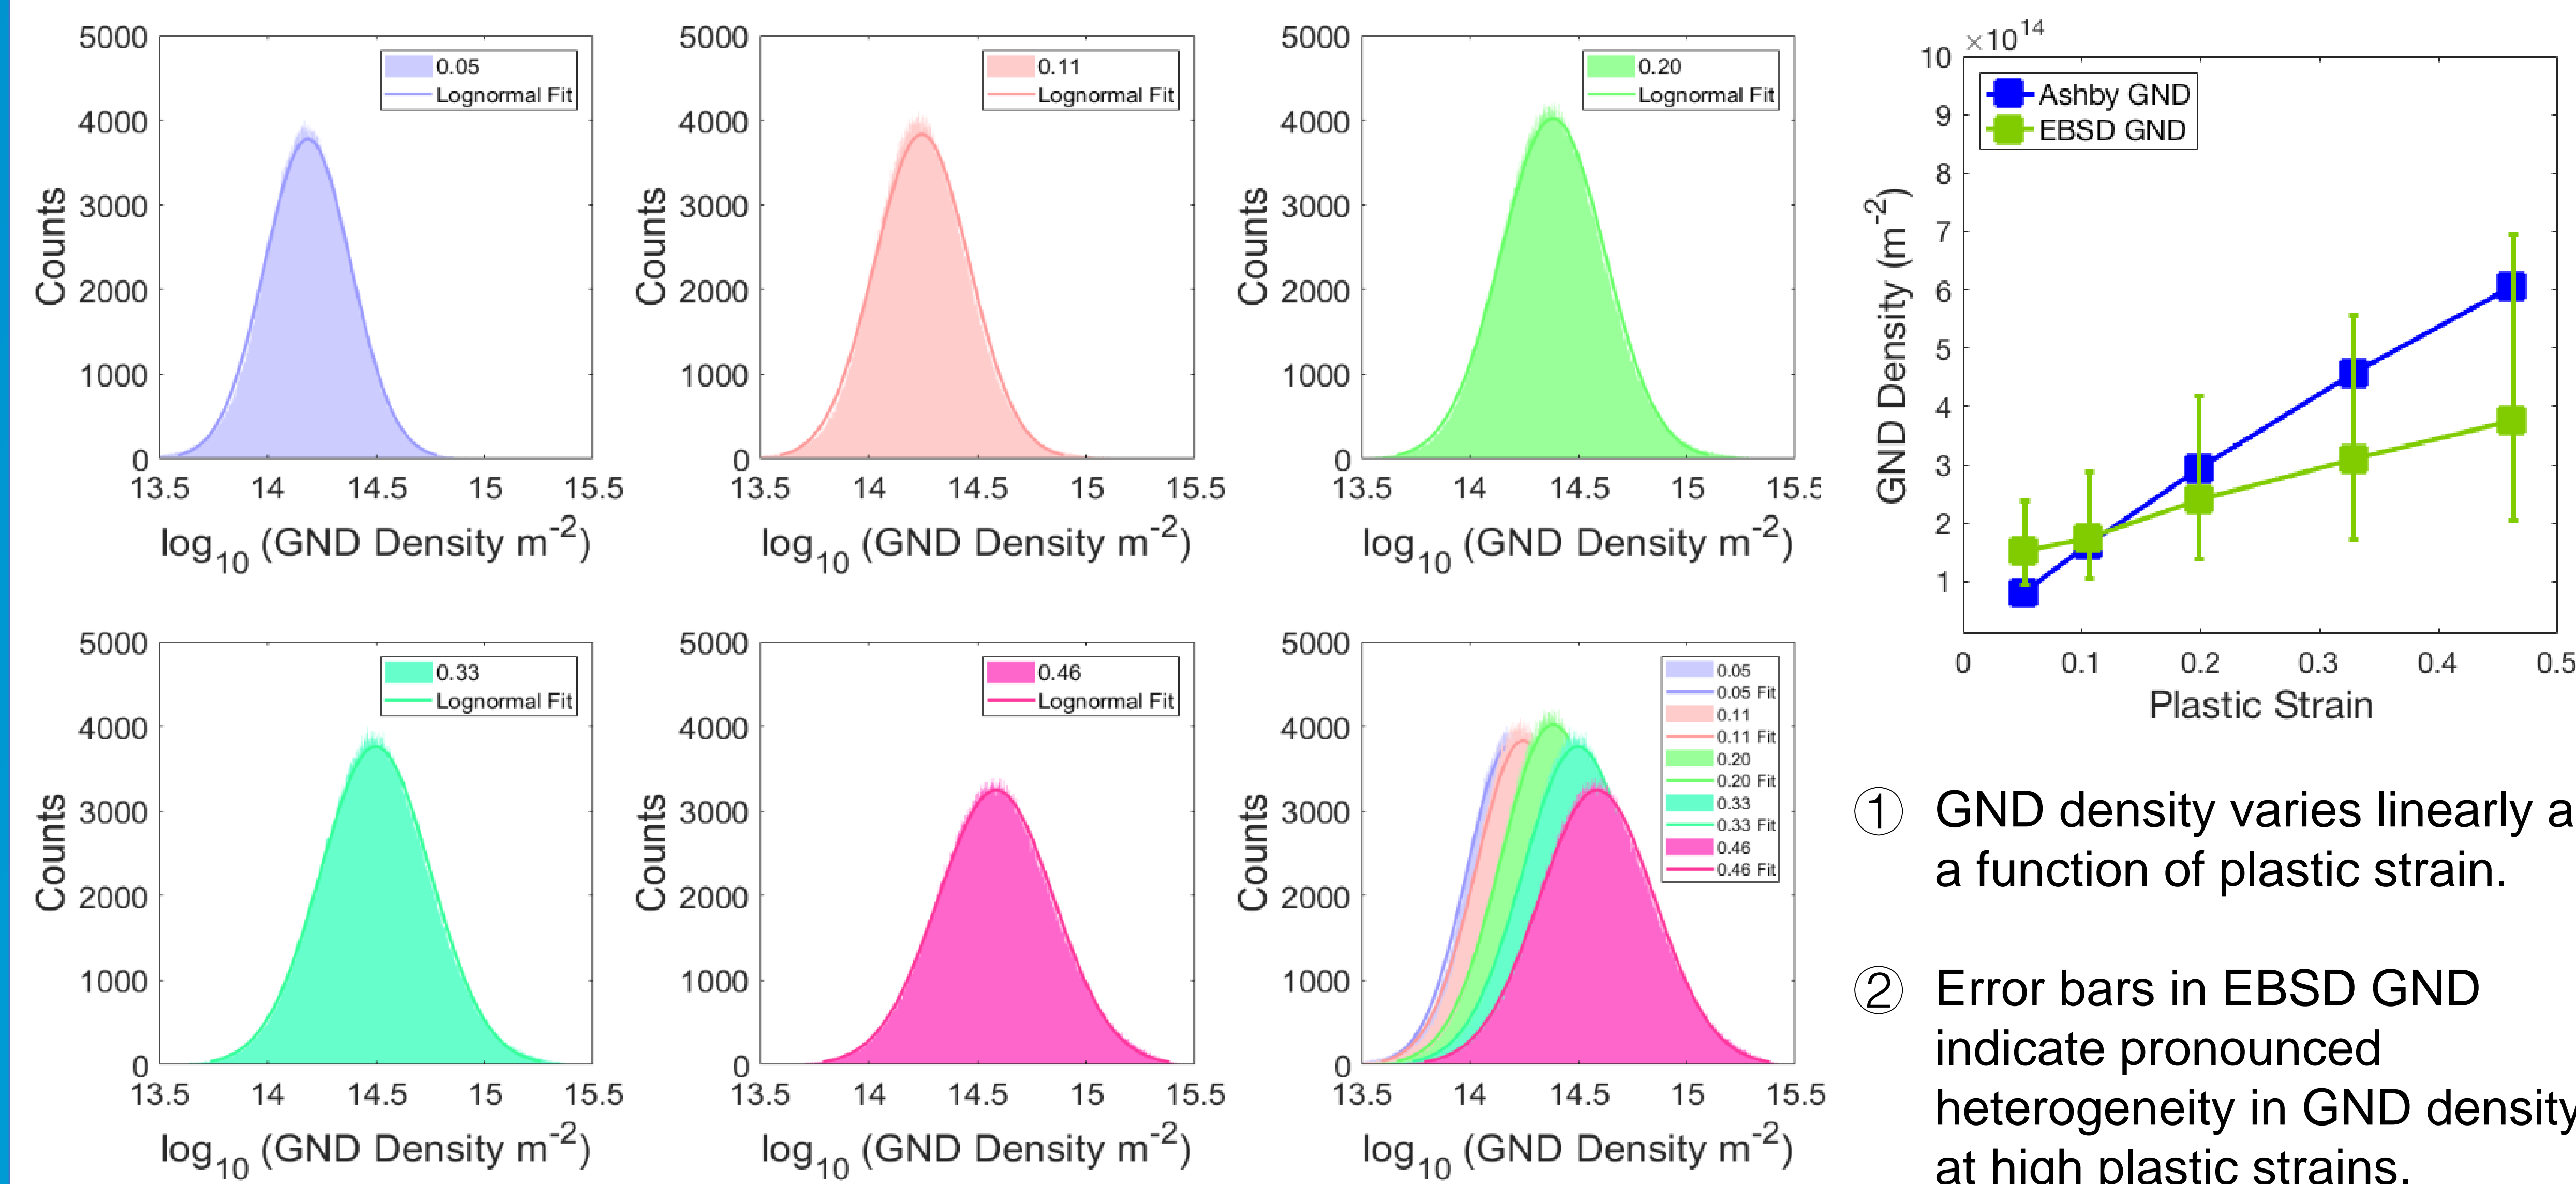 5000
4000
3000
2000
1000
0
13.5 14 14.5 15 15.5
Counts
log10 (GND Density m-2)
0.05
Lognormal Fit
5000
4000
3000
2000
1000
0
13.5 14 14.5 15 15.5
Counts
log10 (GND Density m-2)
0.11
Lognormal Fit
5000
4000
3000
2000
1000
0
13.5 14 14.5 15 15.5
Counts
log10 (GND Density m-2)
0.20
Lognormal Fit
×10^14
10
9
8
7
6
5
4
3
2
1
0 0.1 0.2 0.3 0.4 0.5
GND Density (m-2)
Plastic Strain
Ashby GND
EBSD GND
5000
4000
3000
2000
1000
0
13.5 14 14.5 15 15.5
Counts
log10 (GND Density m-2)
0.33
Lognormal Fit
5000
4000
3000
2000
1000
0
13.5 14 14.5 15 15.5
Counts
log10 (GND Density m-2)
0.46
Lognormal Fit
5000
4000
3000
2000
1000
0
13.5 14 14.5 15 15.5
Counts
log10 (GND Density m-2)
0.05
0.05 Fit
0.11
0.11 Fit
0.20
0.20 Fit
0.33
0.33 Fit
0.46
0.46 Fit
① GND density varies linearly a
a function of plastic strain.
② Error bars in EBSD GND
indicate pronounced
heterogeneity in GND density
at high plastic strains.